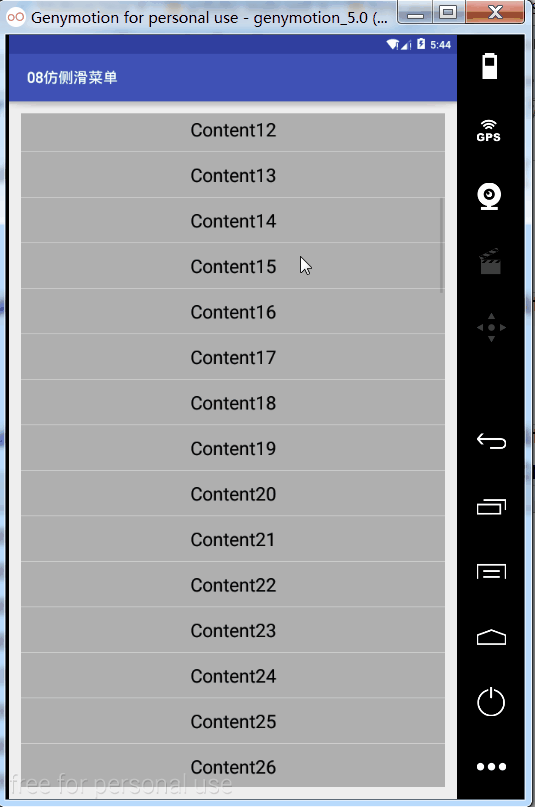 Genymotion for personal use - genymotion_5.0 (...
5:44
08仿侧滑菜单
Content12
GPS
Content13
Content14
Content15
Content16
Content17
Content18
Content19
Content20
Content21
Content22
Content23
Content24
Content25
Content26
free for personal use